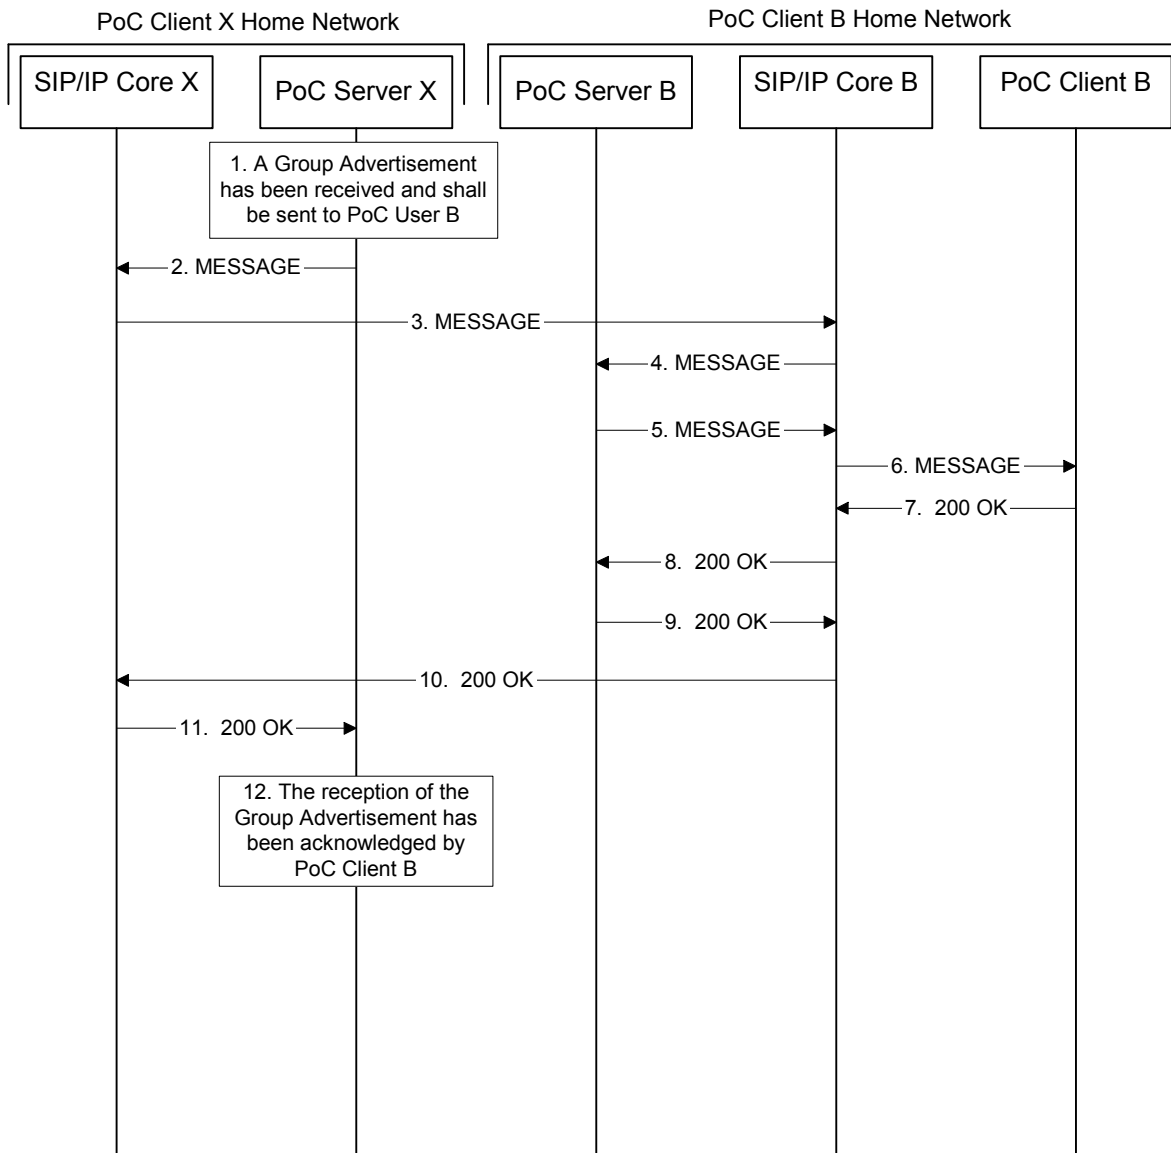 PoC Client X Home Network
PoC Client B Home Network
SIP/IP Core X
PoC Server X
PoC Server B
SIP/IP Core B
PoC Client B
1. A Group Advertisement
has been received and shall
be sent to PoC User B
2. MESSAGE
3. MESSAGE
4. MESSAGE
5. MESSAGE
6. MESSAGE
7.  200 OK
8.  200 OK
9.  200 OK
10.  200 OK
11.  200 OK
12. The reception of the
Group Advertisement has
been acknowledged by
PoC Client B